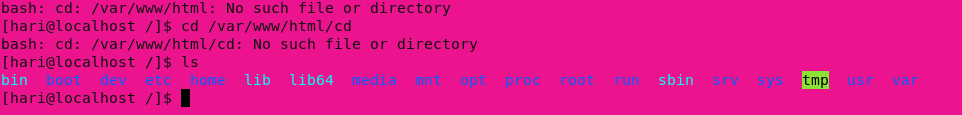 bash: cd: /var/www/html: No such file or directory
[hari@localhost /]$ cd /var/www/html/cd
bash: cd: /var/www/html/cd: No such file or directory
[hari@localhost /]$ ls
bin  boot  dev  etc  home  lib  lib64  media  mnt  opt  proc  root  run  sbin  srv  sys  tmp  usr  var
[hari@localhost /]$